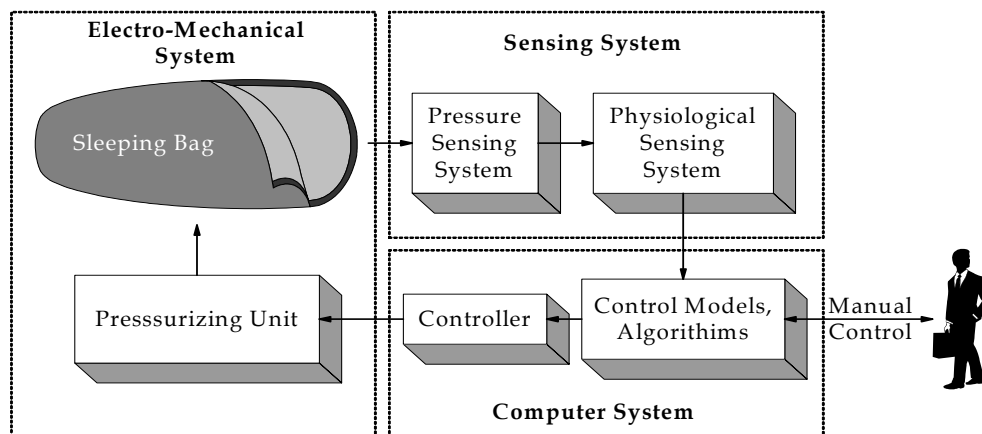 Electro-Mechanical
System
Sleeping Bag
Presssurizing Unit
Sensing System
Pressure
Sensing
System
Physiological
Sensing
System
Controller
Control Models,
Algorithims
Computer System
Manual
Control